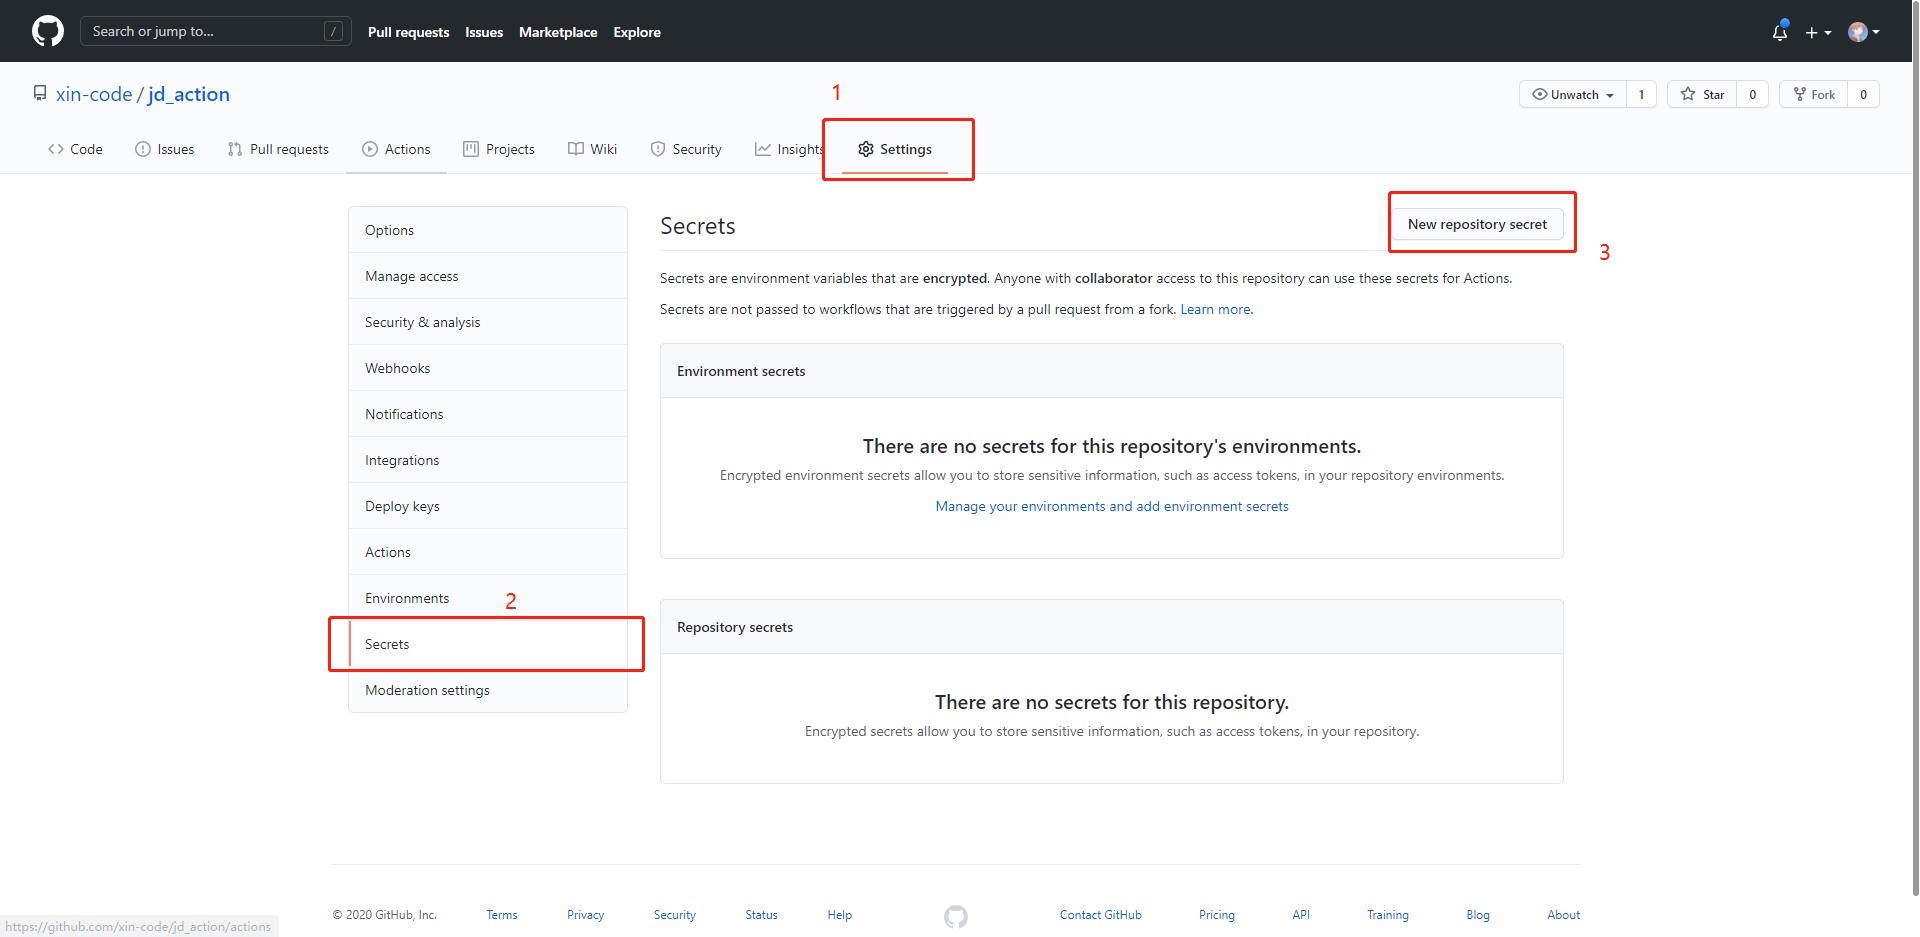 Search or jump to... /
Pull requests Issues Marketplace Explore
xin-code / jd_action
1
Unwatch 1 Star 0 Fork 0
Code Issues Pull requests Actions Projects Wiki Security Insights Settings
Options
Manage access
Security & analysis
Webhooks
Notifications
Integrations
Deploy keys
Actions
Environments
2
Secrets
Moderation settings
Secrets
New repository secret
3
Secrets are environment variables that are encrypted. Anyone with collaborator access to this repository can use these secrets for Actions.
Secrets are not passed to workflows that are triggered by a pull request from a fork. Learn more.
Environment secrets
There are no secrets for this repository's environments.
Encrypted environment secrets allow you to store sensitive information, such as access tokens, in your repository environments.
Manage your environments and add environment secrets
Repository secrets
There are no secrets for this repository.
Encrypted secrets allow you to store sensitive information, such as access tokens, in your repository.
© 2020 GitHub, Inc. Terms Privacy Security Status Help Contact GitHub Pricing API Training Blog About
https://github.com/xin-code/jd_action/actions